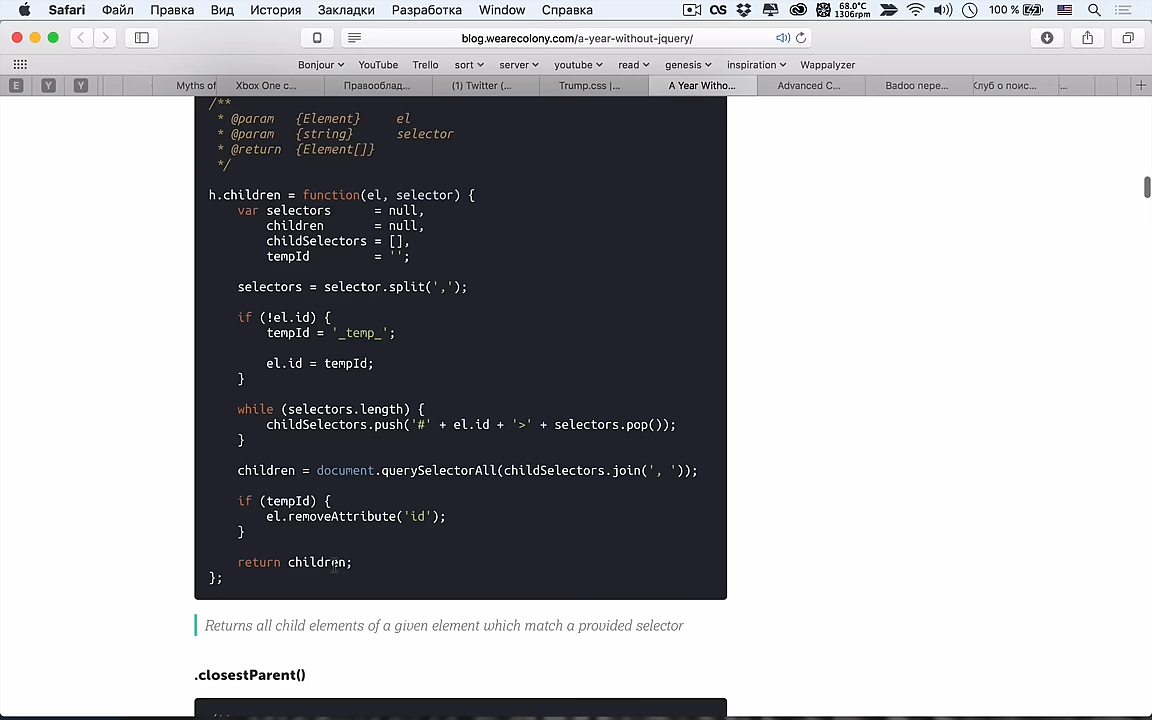 Safari Файл Правка Вид История Закладки Разработка Window Справка 68.0°C 1306rpm 100 %
blog.wearecolony.com/a-year-without-jquery/
Bonjour YouTube Trello sort server youtube read genesis inspiration Wappalyzer
E Y Y Myths of Xbox One c... Правооблад... (1) Twitter (... Trump.css |... A Year Witho... Advanced C... Badoo пере... Клуб о поис... ...
/**
* @param {Element} el
* @param {string} selector
* @return {Element[]}
*/
h.children = function(el, selector) {
var selectors = null,
children = null,
childSelectors = [],
tempId = '';
selectors = selector.split(',');
if (!el.id) {
tempId = '_temp_';
el.id = tempId;
}
while (selectors.length) {
childSelectors.push('#' + el.id + '>' + selectors.pop());
}
children = document.querySelectorAll(childSelectors.join(', '));
if (tempId) {
el.removeAttribute('id');
}
return children;
};
Returns all child elements of a given element which match a provided selector
.closestParent()